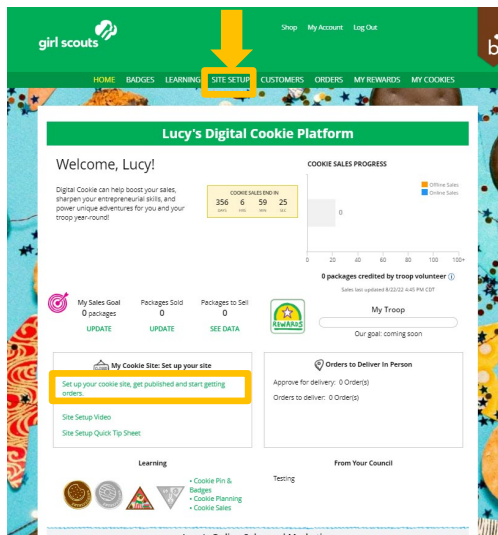 girl scouts
Shop My Account Log Out
b
HOME BADGES LEARNING SITE SETUP CUSTOMERS ORDERS MY REWARDS MY COOKIES
Lucy's Digital Cookie Platform
Welcome, Lucy!
Digital Cookie can help boost your sales,
sharpen your entrepreneurial skills, and
power unique adventures for you and your
troop year-round!
COOKIE SALES END IN
356 6 59 25
DAYS HRS MIN SEC
COOKIE SALES PROGRESS
Offline Sales
Online Sales
0
0 20 40 60 80 100 100+
0 packages credited by troop volunteer
Sales last updated 8/22/22 4:45 PM CDT
My Sales Goal
0 packages
UPDATE
Packages Sold
0
UPDATE
Packages to Sell
0
SEE DATA
REWARDS
My Troop
Our goal: coming soon
My Cookie Site: Set up your site
Set up your cookie site, get published and start getting
orders.
Site Setup Video
Site Setup Quick Tip Sheet
Orders to Deliver In Person
Approve for delivery: 0 Order(s)
Orders to deliver: 0 Order(s)
Learning
• Cookie Pin &
Badges
• Cookie Planning
• Cookie Sales
From Your Council
Testing